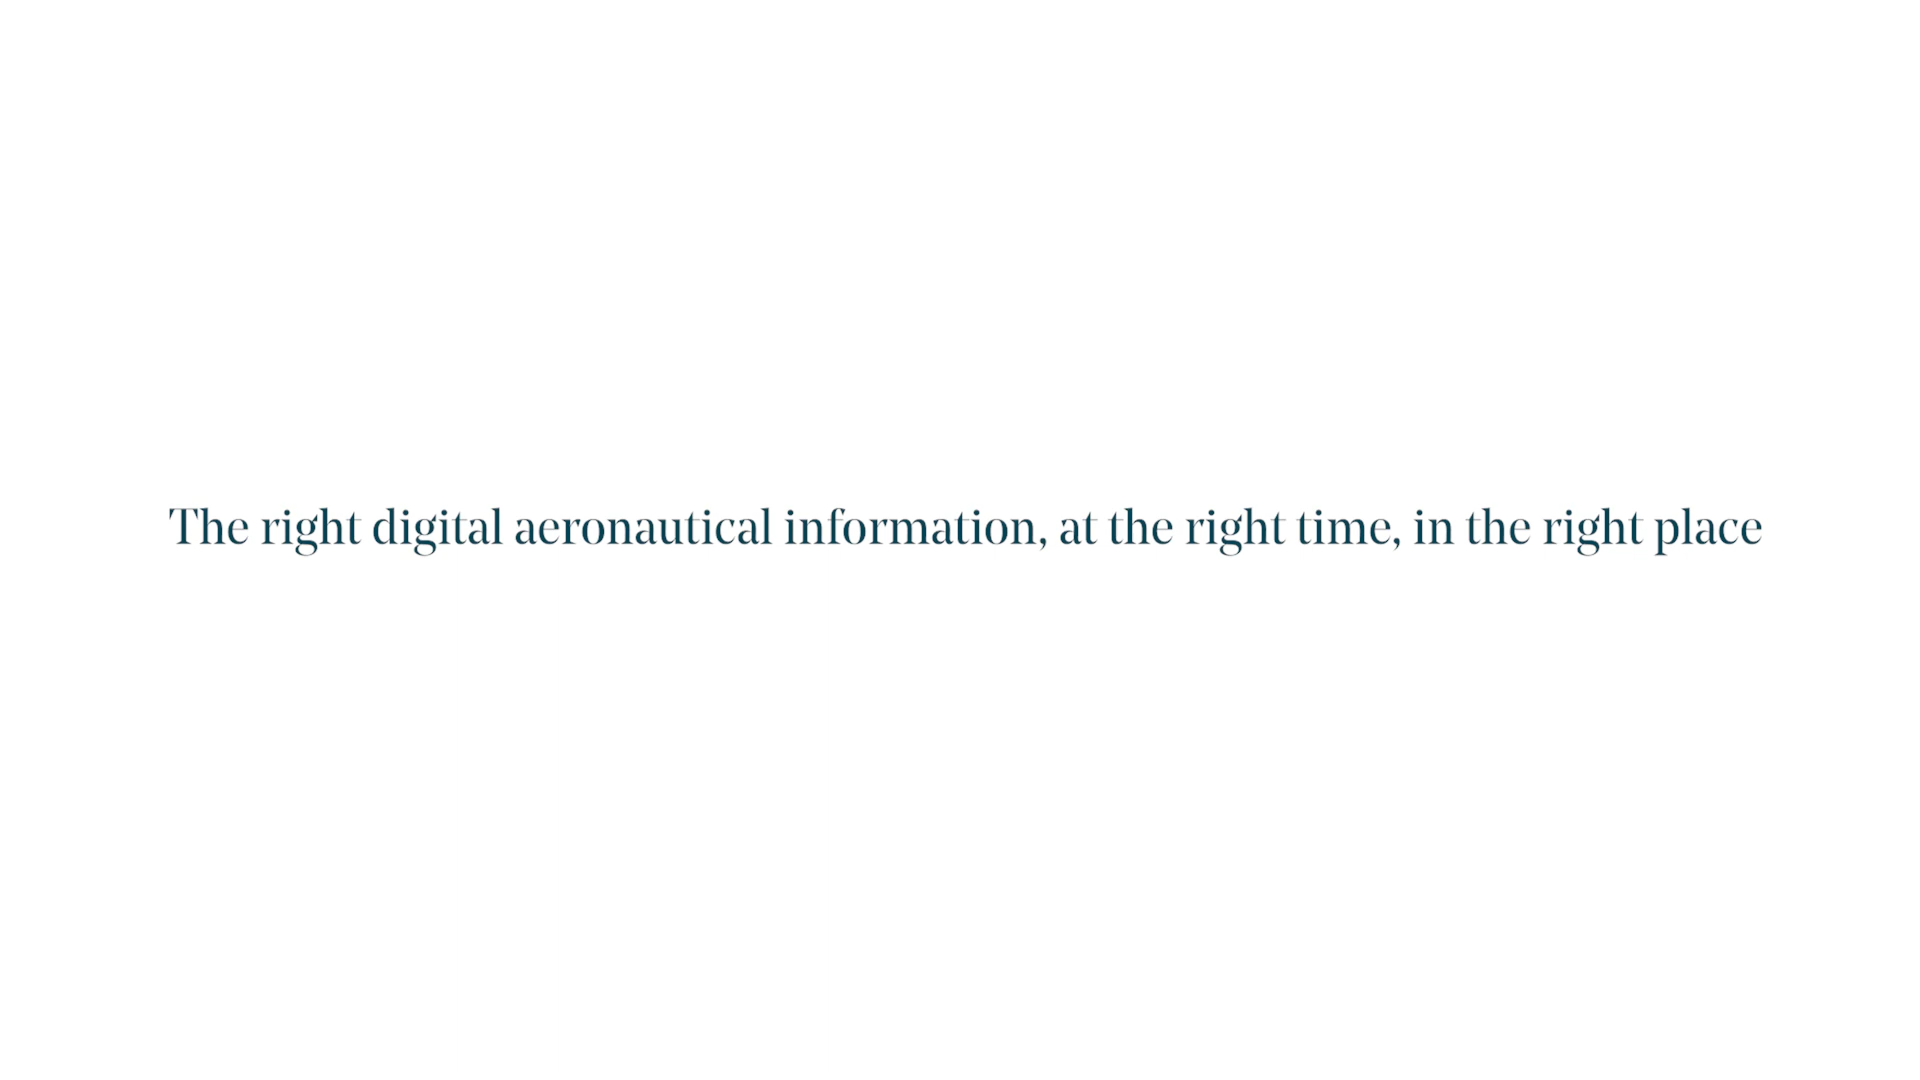 The right digital aeronautical information, at the right time, in the right place